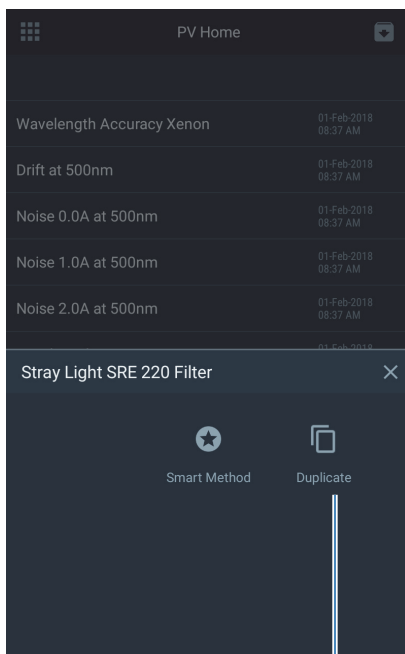 PV Home
Wavelength Accuracy Xenon
01-Feb-2018
08:37 AM
Drift at 500nm
01-Feb-2018
08:37 AM
Noise 0.0A at 500nm
01-Feb-2018
08:37 AM
Noise 1.0A at 500nm
01-Feb-2018
08:37 AM
Noise 2.0A at 500nm
01-Feb-2018
08:37 AM
01-Feb-2018
Stray Light SRE 220 Filter
Smart Method
Duplicate